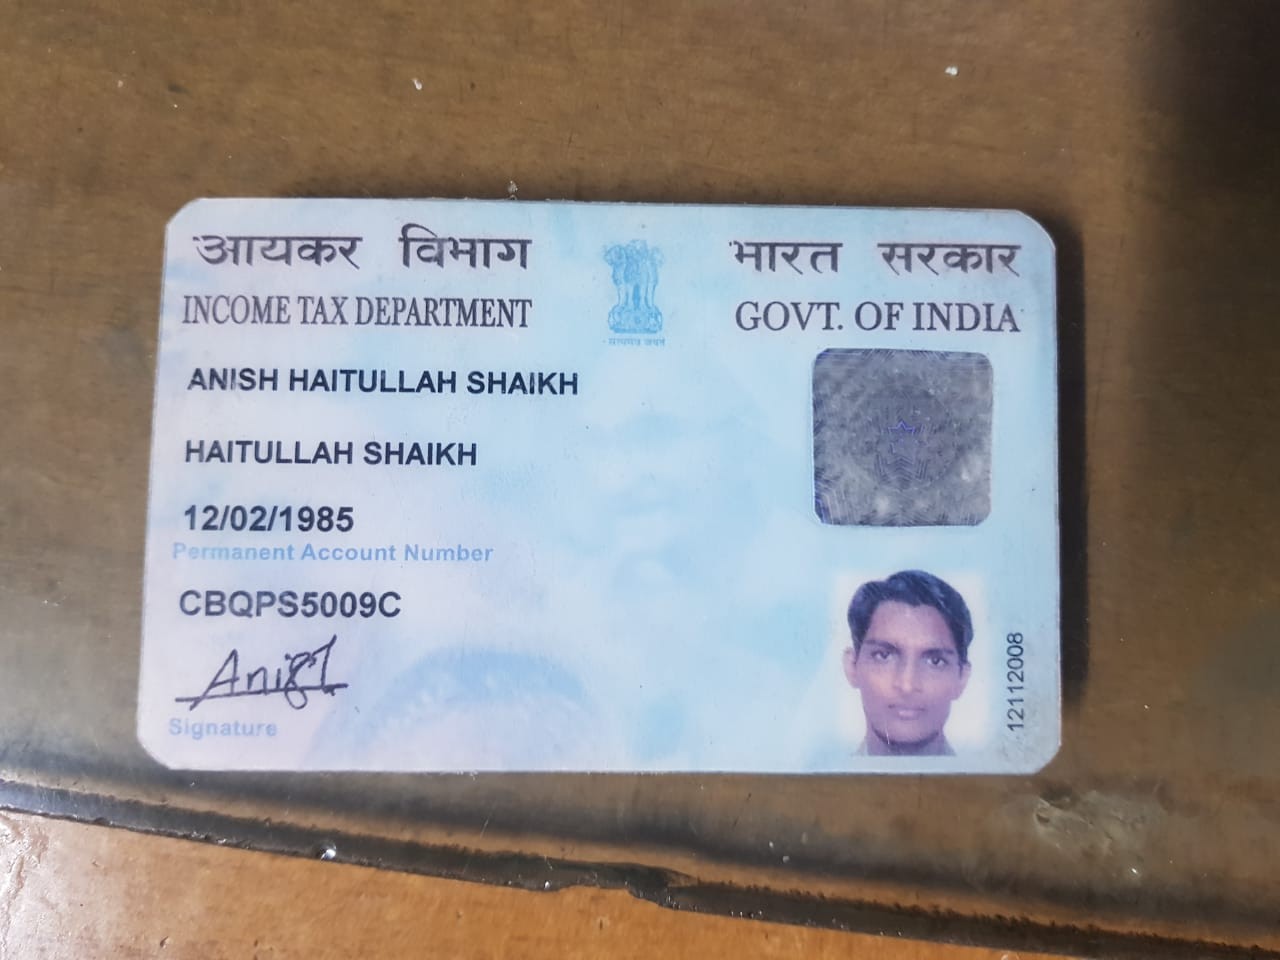 आयकर विभाग
INCOME TAX DEPARTMENT
सत्यमेव जयते
भारत सरकार
GOVT. OF INDIA
ANISH HAITULLAH SHAIKH
HAITULLAH SHAIKH
12/02/1985
Permanent Account Number
CBQPS5009C
Signature
12112008